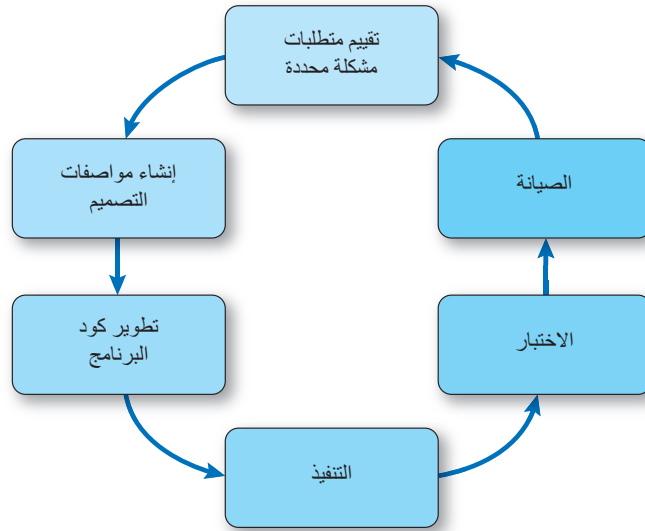 تقييم متطلبات
مشكلة محددة
إنشاء مواصفات
التصميم
تطوير كود
البرنامج
التنفيذ
الاختبار
الصيانة